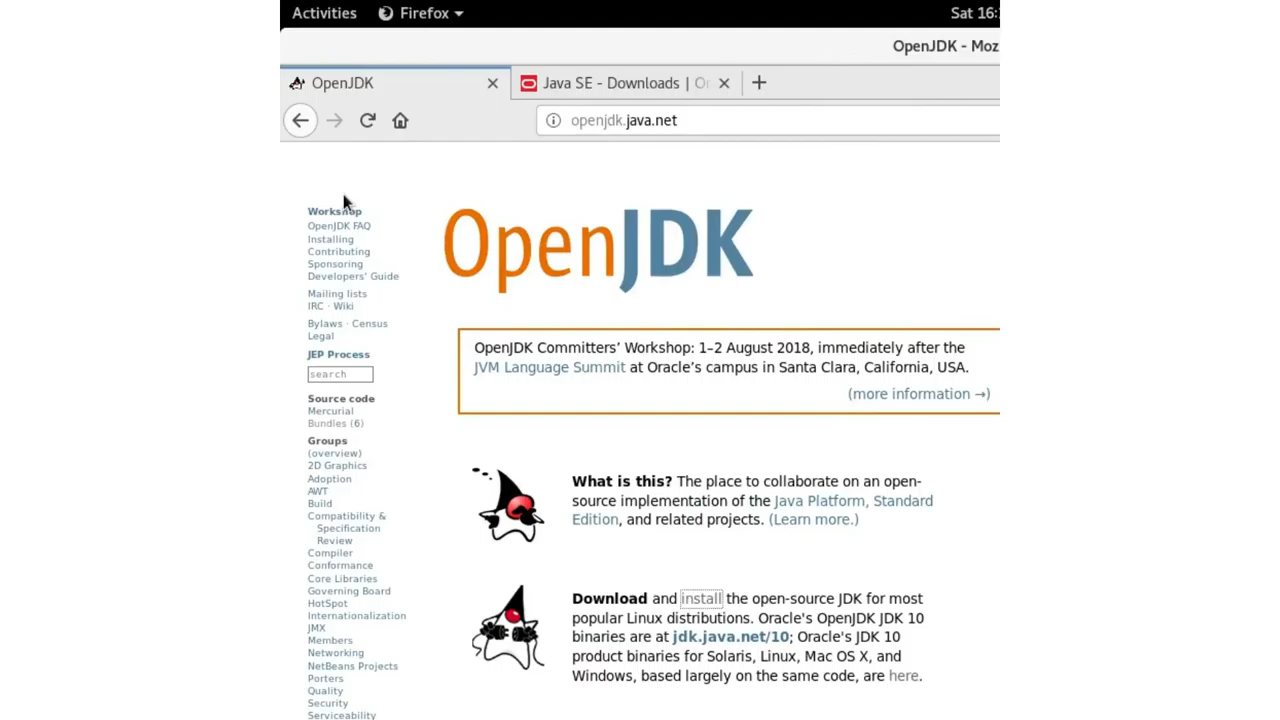 Activities Firefox Sat 16:
OpenJDK - Moz
OpenJDK Java SE - Downloads | O
openjdk.java.net
Workshop
OpenJDK FAQ
Installing
Contributing
Sponsoring
Developers' Guide
Mailing lists
IRC · Wiki
Bylaws · Census
Legal
JEP Process
search
Source code
Mercurial
Bundles (6)
Groups
(overview)
2D Graphics
Adoption
AWT
Build
Compatibility &
Specification
Review
Compiler
Conformance
Core Libraries
Governing Board
HotSpot
Internationalization
JMX
Members
Networking
NetBeans Projects
Porters
Quality
Security
Serviceability
OpenJDK
OpenJDK Committers’ Workshop: 1–2 August 2018, immediately after the
JVM Language Summit at Oracle’s campus in Santa Clara, California, USA.
(more information →)
What is this? The place to collaborate on an open-
source implementation of the Java Platform, Standard
Edition, and related projects. (Learn more.)
Download and install the open-source JDK for most
popular Linux distributions. Oracle's OpenJDK JDK 10
binaries are at jdk.java.net/10; Oracle's JDK 10
product binaries for Solaris, Linux, Mac OS X, and
Windows, based largely on the same code, are here.